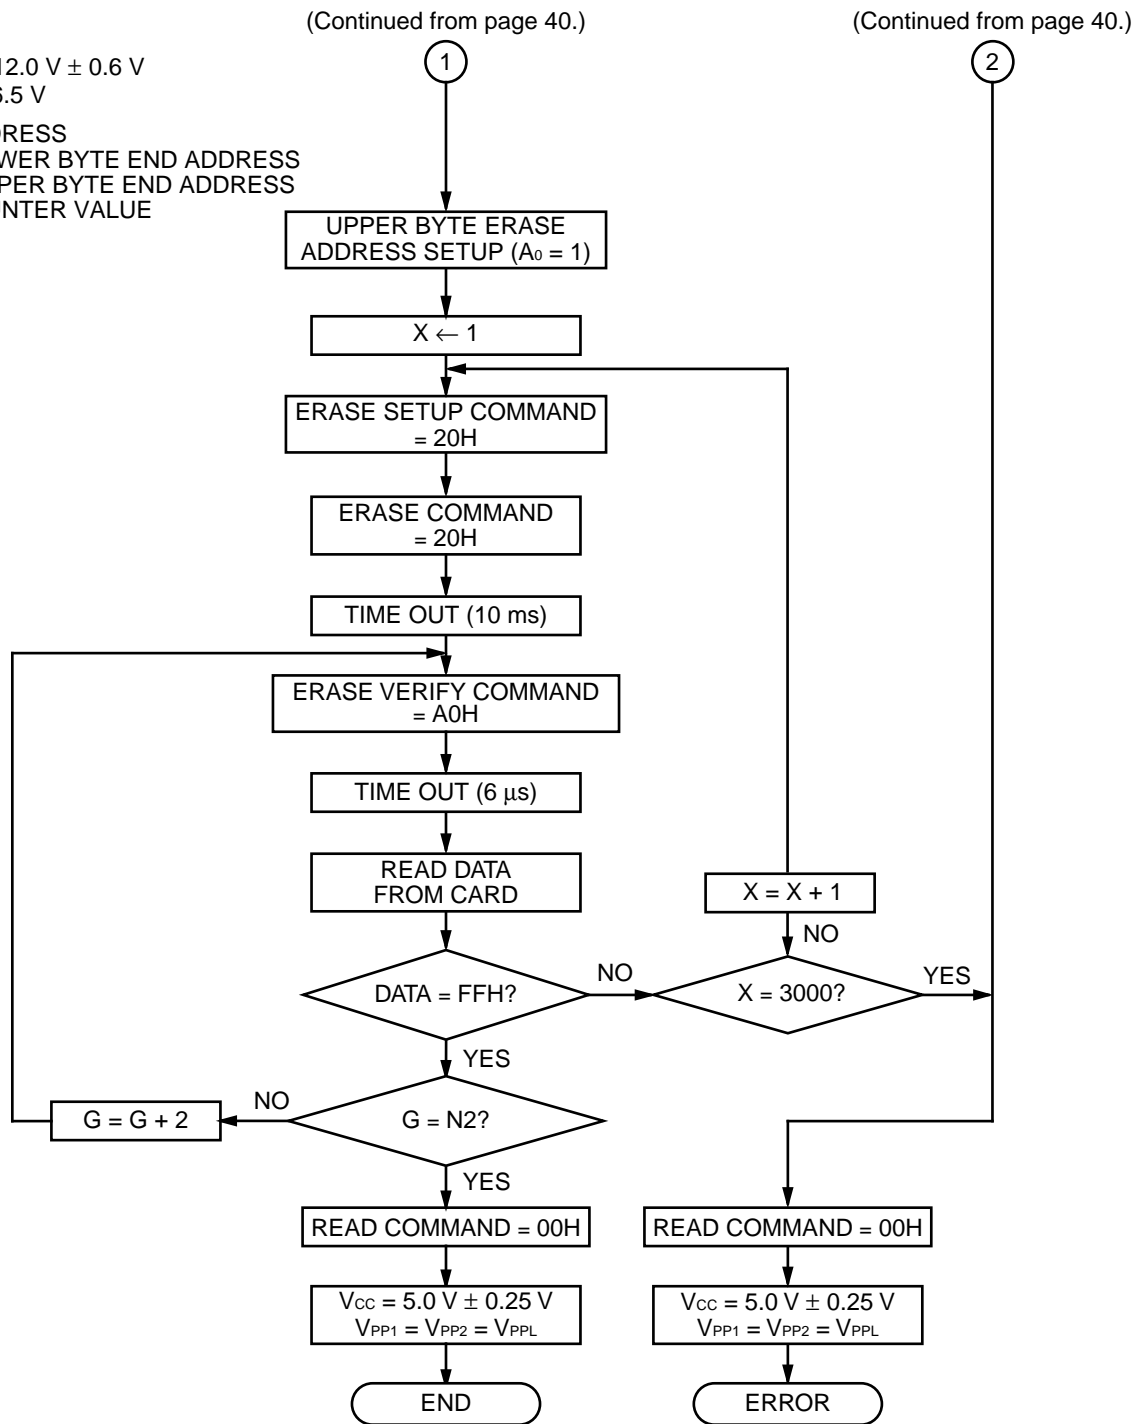 (Continued from page 40.)
(Continued from page 40.)
1
2
12.0 V ± 0.6 V
6.5 V
DRESS
WER BYTE END ADDRESS
PER BYTE END ADDRESS
UNTER VALUE
UPPER BYTE ERASE
ADDRESS SETUP (A0 = 1)
X ← 1
ERASE SETUP COMMAND
= 20H
ERASE COMMAND
= 20H
TIME OUT (10 ms)
ERASE VERIFY COMMAND
= A0H
TIME OUT (6 μs)
READ DATA
FROM CARD
X = X + 1
NO
DATA = FFH?
NO
X = 3000?
YES
YES
G = G + 2
NO
G = N2?
YES
READ COMMAND = 00H
READ COMMAND = 00H
VCC = 5.0 V ± 0.25 V
VPP1 = VPP2 = VPPL
VCC = 5.0 V ± 0.25 V
VPP1 = VPP2 = VPPL
END
ERROR